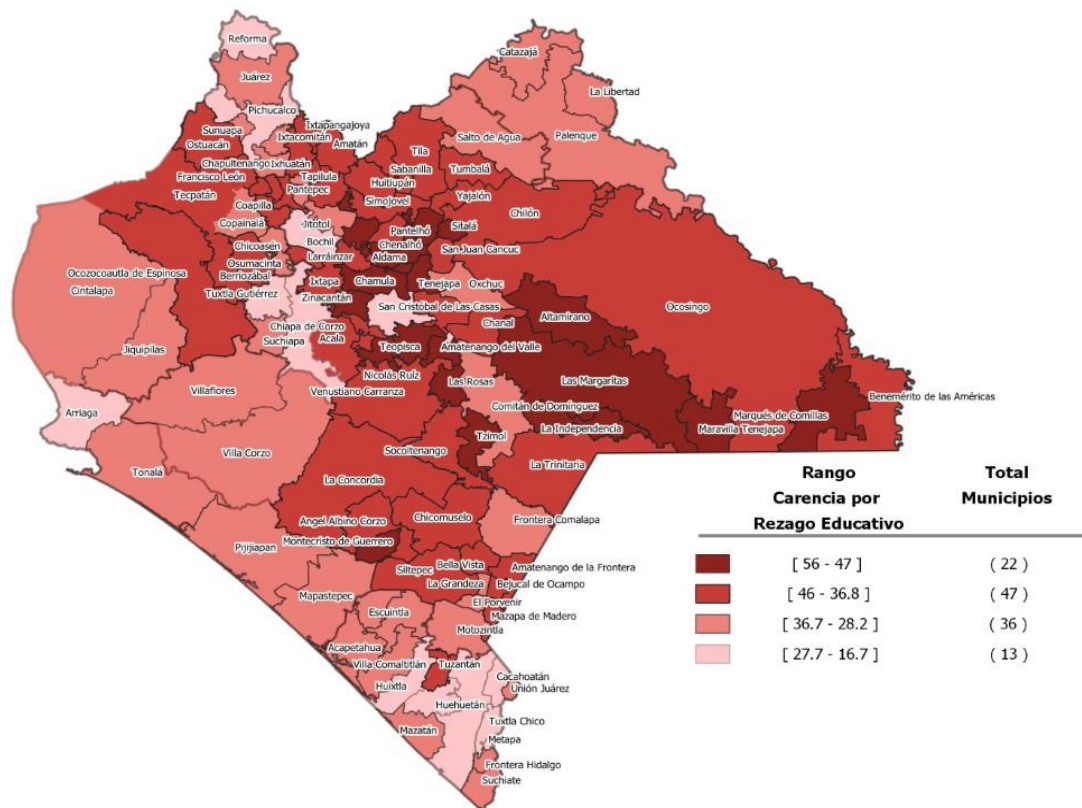 Reforma
Catazajá
Juárez
La Libertad
Pichucalco
Ixtapangajoya
Sunuapa
Ixtacomitán
Amatán
Salto de Agua
Palenque
Ostuacán
Tila
Chapultenango
Ixhuatán
Sabanilla
Tumbalá
Francisco León
Tapilula
Huitiupán
Tecpatán
Pantepec
Yajalón
Simojovel
Coapilla
Chilón
Copainalá
Jitotol
Pantelhó
Sitalá
Chicoasén
Bochil
Chenalhó
San Juan Cancuc
Osumacinta
Larráinzar
Aldama
Ocozocoautla de Espinosa
Berriozábal
Ixtapa
Chamula
Tenejapa
Oxchuc
Cintalapa
Tuxtla Gutiérrez
Zinacantán
San Cristóbal de Las Casas
Ocosingo
Altamirano
Chiapa de Corzo
Chanal
Suchiapa
Acala
Teopisca
Amatenango del Valle
Jiquipilas
Nicolás Ruíz
Las Rosas
Las Margaritas
Villaflores
Venustiano Carranza
Benemérito de las Américas
Arriaga
Comitán de Domínguez
Marqués de Comillas
La Independencia
Maravilla Tenejapa
Tzimol
Villa Corzo
Socoltenango
La Trinitaria
Tonalá
La Concordia
Angel Albino Corzo
Chicomuselo
Frontera Comalapa
Montecristo de Guerrero
Pijijiapan
Bella Vista
Siltepec
Amatenango de la Frontera
La Grandeza
Bejucal de Ocampo
Mapastepec
El Porvenir
Escuintla
Mazapa de Madero
Motozintla
Acapetahua
Villa Comaltitlán
Tuzantán
Cacahoatán
Huixtla
Unión Juárez
Huehuetán
Tuxtla Chico
Mazatán
Metapa
Frontera Hidalgo
Suchiate
Rango Total
Carencia por Municipios
Rezago Educativo
[ 56 - 47 ] ( 22 )
[ 46 - 36.8 ] ( 47 )
[ 36.7 - 28.2 ] ( 36 )
[ 27.7 - 16.7 ] ( 13 )